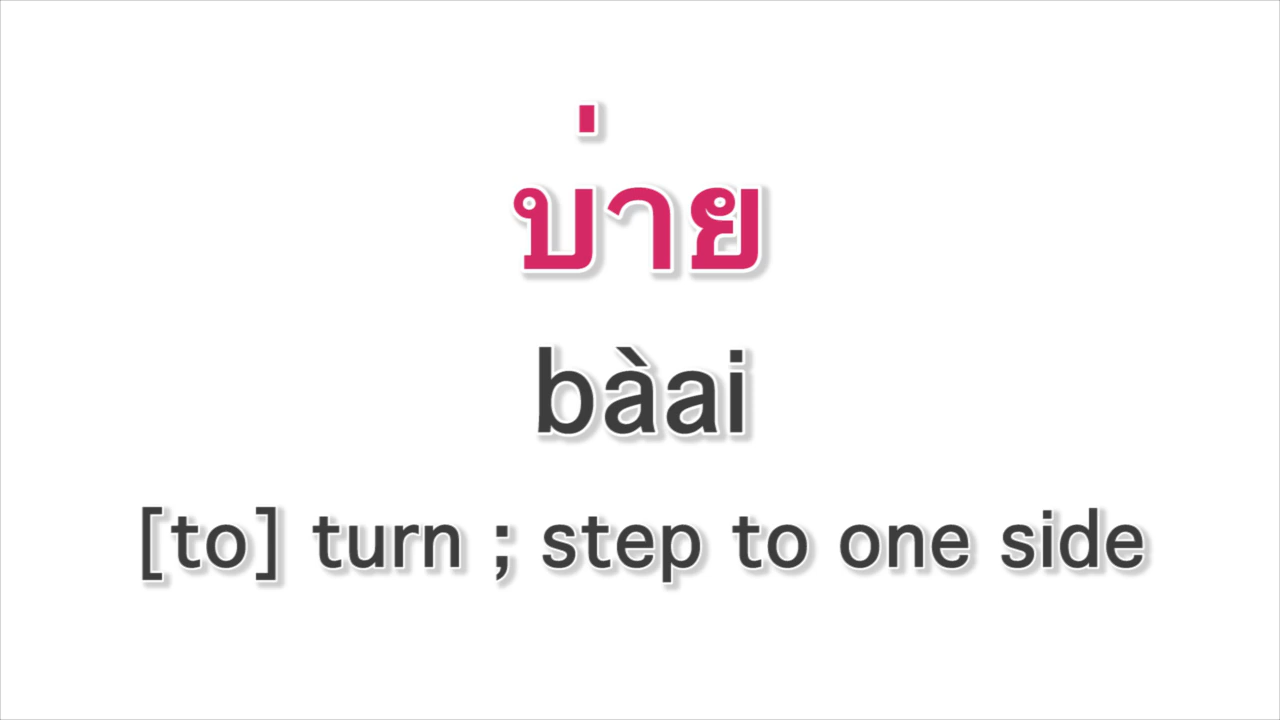 บ่าย
bàai
[to] turn ; step to one side